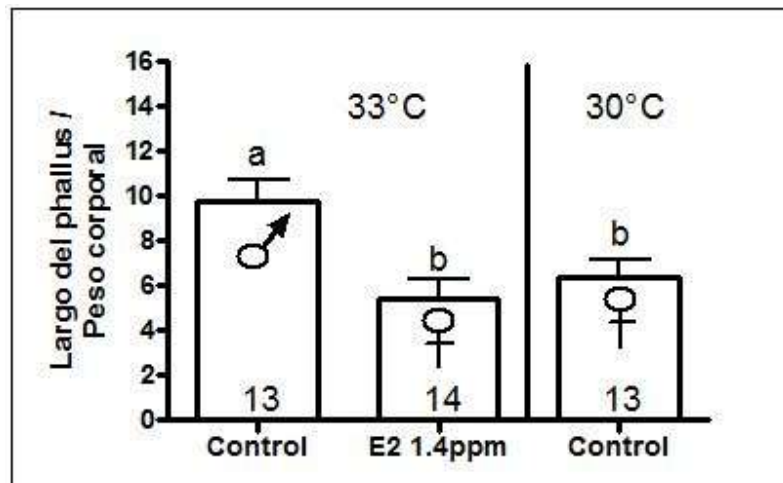 Largo del phallus /
Peso corporal
16
14
12
10
8
6
4
2
0
33°C
30°C
a
b
b
13
14
13
Control
E2 1.4ppm
Control